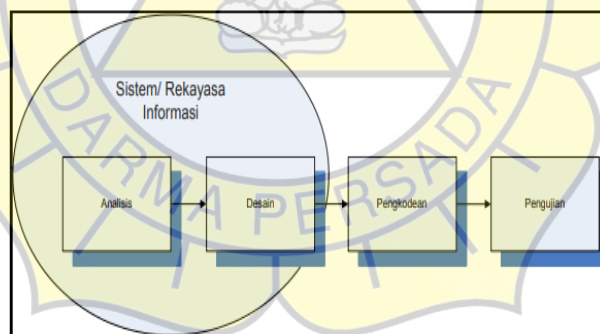 Sistem/ Rekayasa
Informasi
Analisis
Desain
Pengkodean
Pengujian
DARMA PERSADA